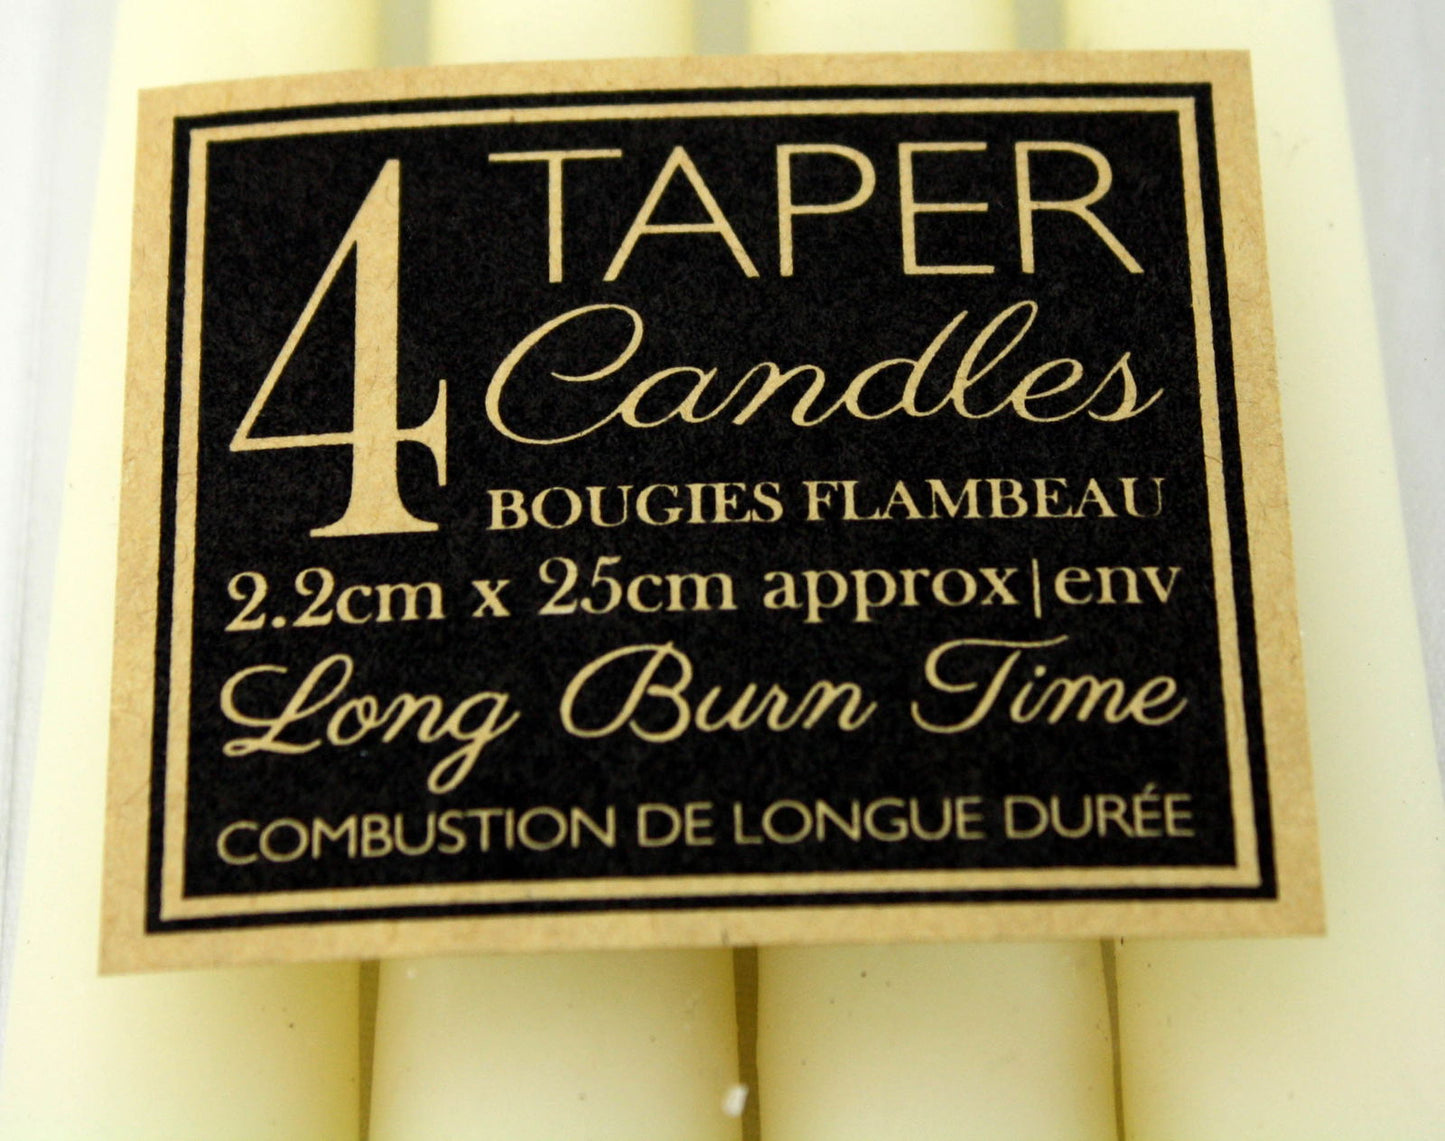 4 TAPER
Candles
BOUGIES FLAMBEAU
2.2cm x 25cm approx|env
Long Burn Time
COMBUSTION DE LONGUE DURÉE